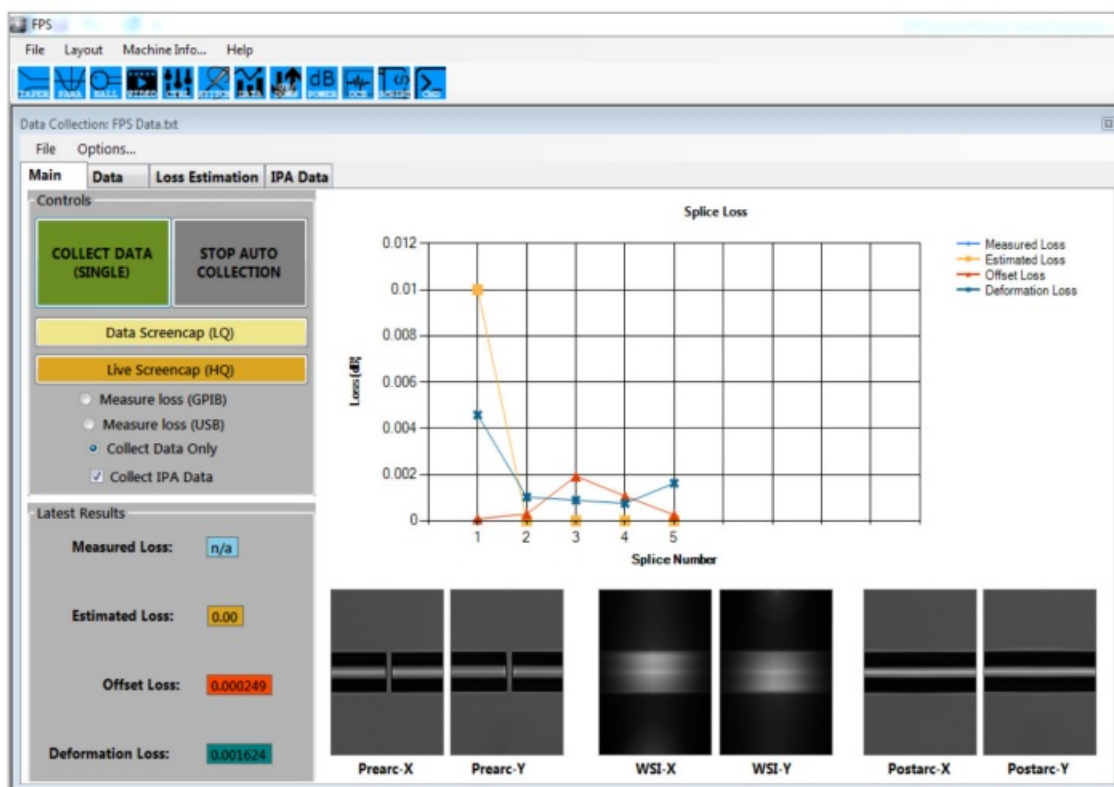 FPS
File Layout Machine Info... Help
TAPER PARA BALL VIDEO CTRL DATA POWER CMD
Data Collection: FPS Data.txt
File Options...
Main Data Loss Estimation IPA Data
Controls
COLLECT DATA
(SINGLE)
STOP AUTO
COLLECTION
Data Screencap (LQ)
Live Screencap (HQ)
Measure loss (GPIB)
Measure loss (USB)
Collect Data Only
Collect IPA Data
Latest Results
Measured Loss: n/a
Estimated Loss: 0.00
Offset Loss: 0.000249
Deformation Loss: 0.001624
Splice Loss
0.012
0.01
0.008
0.006
0.004
0.002
0
Loss [dB]
1 2 3 4 5
Splice Number
Measured Loss
Estimated Loss
Offset Loss
Deformation Loss
Prearc-X Prearc-Y WSI-X WSI-Y Postarc-X Postarc-Y